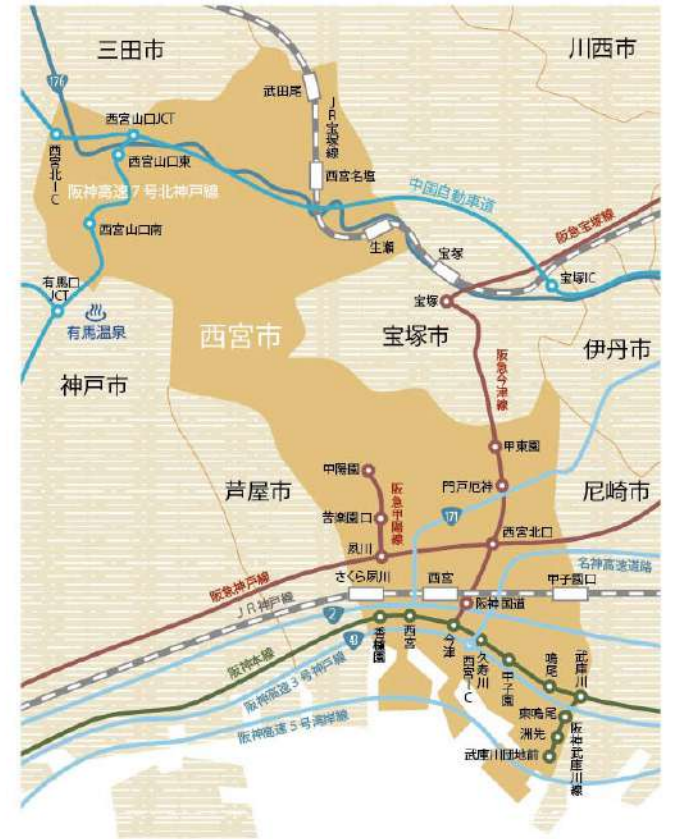 三田市
川西市
176
武田尾
JR宝塚線
西宮山口JCT
西宮北IC
西宮山口東
西宮名塩
阪神高速7号北神戸線
中国自動車道
西宮山口南
生瀬
宝塚
阪急宝塚線
有馬口
JCT
宝塚IC
宝塚
有馬温泉
西宮市
宝塚市
伊丹市
阪急今津線
神戸市
甲東園
甲陽園
芦屋市
門戸厄神
尼崎市
阪急甲陽線
苦楽園口
171
西宮北口
夙川
名神高速道路
さくら夙川
西宮
甲子園口
阪急神戸線
JR神戸線
2
阪神国道
43
香櫨園
西宮
今津
久寿川
西宮IC
甲子園
鳴尾
武庫川
阪神本線
阪神高速3号神戸線
阪神高速5号湾岸線
東鳴尾
洲先
武庫川団地前
阪神武庫川線